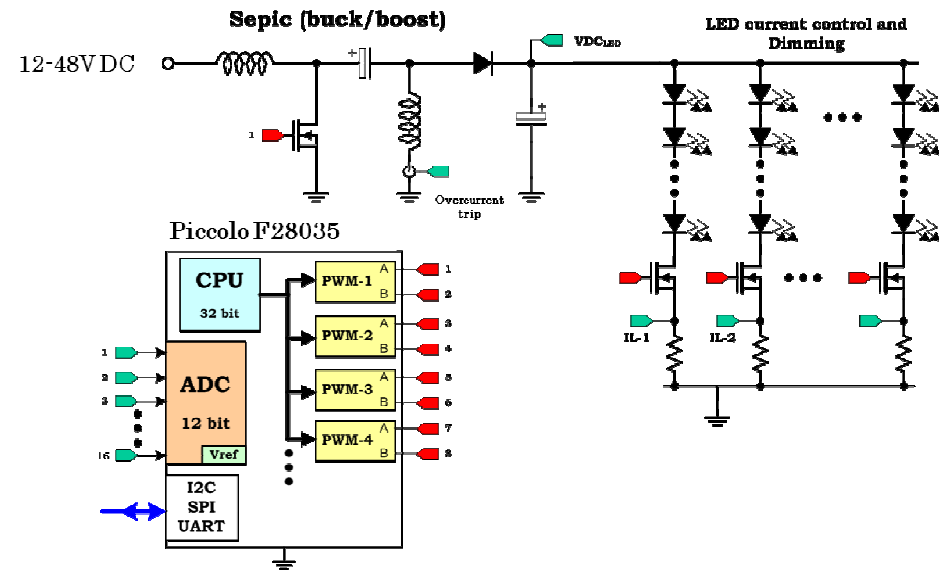 Sepic (buck/boost)
LED current control and
Dimming
12-48V DC
VDCLED
1
Overcurrent
trip
IL-1
IL-2
Piccolo F28035
CPU
32 bit
PWM-1
A
B
1
2
PWM-2
A
B
3
4
PWM-3
A
B
5
6
PWM-4
A
B
7
8
1
2
3
16
ADC
12 bit
Vref
I2C
SPI
UART